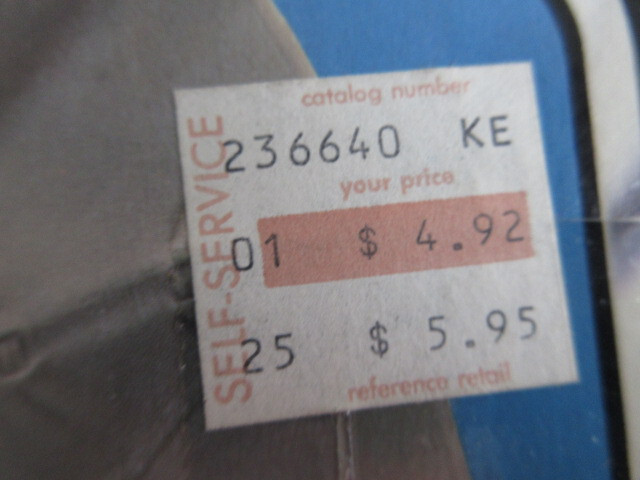 SELF-SERVICE
catalog number
236640 KE
your price
01 $ 4.92
25 $ 5.95
reference retail